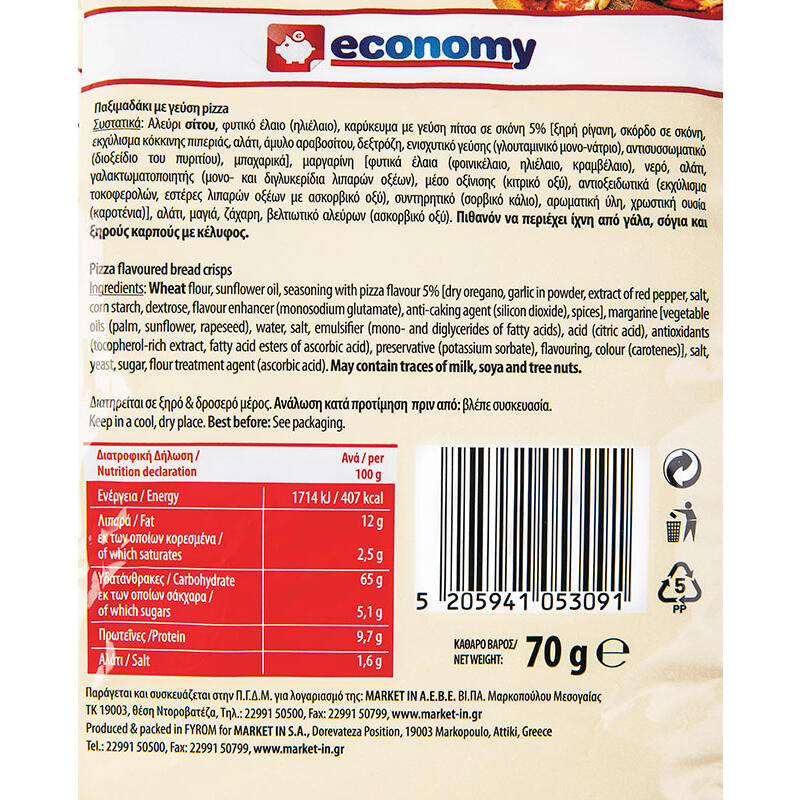 economy
Παξιμαδάκι με γεύση pizza
Συστατικά: Αλεύρι σίτου, φυτικό έλαιο (ηλιέλαιο), καρύκευμα με γεύση πίτσα σε σκόνη 5% [ξηρή ρίγανη, σκόρδο σε σκόνη,
εκχύλισμα κόκκινης πιπεριάς, αλάτι, άμυλο αραβοσίτου, δεξτρόζη, ενισχυτικό γεύσης (γλουταμινικό μονο-νάτριο), αντισυσσωματικό
(διοξείδιο του πυριτίου), μπαχαρικά], μαργαρίνη [φυτικά έλαια (φοινικέλαιο, ηλιέλαιο, κραμβέλαιο), νερό, αλάτι,
γαλακτωματοποιητής (μονο- και διγλυκερίδια λιπαρών οξέων), μέσο οξίνισης (κιτρικό οξύ), αντιοξειδωτικά (εκχύλισμα
τοκοφερολών, εστέρες λιπαρών οξέων με ασκορβικό οξύ), συντηρητικό (σορβικό κάλιο), αρωματική ύλη, χρωστική ουσία
(καροτένια)], αλάτι, μαγιά, ζάχαρη, βελτιωτικό αλεύρων (ασκορβικό οξύ). Πιθανόν να περιέχει ίχνη από γάλα, σόγια και
ξηρούς καρπούς με κέλυφος.
Pizza flavoured bread crisps
Ingredients: Wheat flour, sunflower oil, seasoning with pizza flavour 5% [dry oregano, garlic in powder, extract of red pepper, salt,
corn starch, dextrose, flavour enhancer (monosodium glutamate), anti-caking agent (silicon dioxide), spices], margarine [vegetable
oils (palm, sunflower, rapeseed), water, salt, emulsifier (mono- and diglycerides of fatty acids), acid (citric acid), antioxidants
(tocopherol-rich extract, fatty acid esters of ascorbic acid), preservative (potassium sorbate), flavouring, colour (carotenes)], salt,
yeast, sugar, flour treatment agent (ascorbic acid). May contain traces of milk, soya and tree nuts.
Διατηρείται σε ξηρό & δροσερό μέρος. Ανάλωση κατά προτίμηση πριν από: βλέπε συσκευασία.
Keep in a cool, dry place. Best before: See packaging.
Διατροφική Δήλωση / Ανά / per
Nutrition declaration 100 g
Ενέργεια / Energy 1714 kJ / 407 kcal
Λιπαρά / Fat 12 g
εκ των οποίων κορεσμένα /
of which saturates 2,5 g
Υδατάνθρακες / Carbohydrate 65 g
εκ των οποίων σάκχαρα /
of which sugars 5,1 g
Πρωτεΐνες /Protein 9,7 g
Αλάτι / Salt 1,6 g
5 205941 053091
5
PP
ΚΑΘΑΡΟ ΒΑΡΟΣ/
NET WEIGHT: 70 g e
Παράγεται και συσκευάζεται στην Π.Γ.Δ.Μ. για λογαριασμό της: MARKET IN Α.Ε.Β.Ε. ΒΙ.ΠΑ. Μαρκοπούλου Μεσογαίας
ΤΚ 19003, θέση Ντοροβατέζα, Τηλ.: 22991 50500, Fax: 22991 50799, www.market-in.gr
Produced & packed in FYROM for MARKET IN S.A., Dorevateza Position, 19003 Markopoulo, Attiki, Greece
Tel.: 22991 50500, Fax: 22991 50799, www.market-in.gr